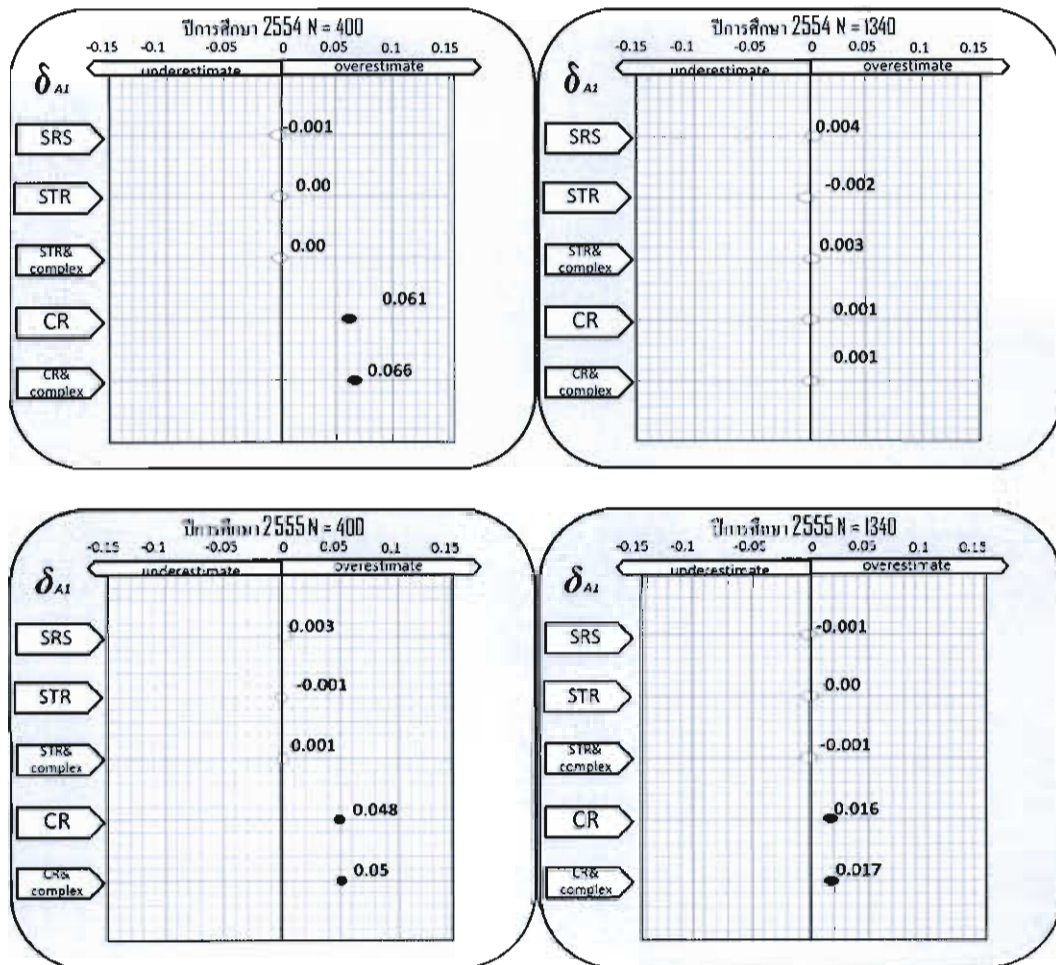 ปีการศึกษา 2554 N = 400
-0.15 -0.1 -0.05 0 0.05 0.1 0.15
underestimate overestimate
δA1
SRS -0.001
STR 0.00
STR& complex 0.00
CR 0.061
CR& complex 0.066
ปีการศึกษา 2554 N = 1340
-0.15 -0.1 -0.05 0 0.05 0.1 0.15
underestimate overestimate
δA1
SRS 0.004
STR -0.002
STR& complex 0.003
CR 0.001
CR& complex 0.001
ปีการศึกษา 2555 N = 400
-0.15 -0.1 -0.05 0 0.05 0.1 0.15
underestimate overestimate
δA1
SRS 0.003
STR -0.001
STR& complex 0.001
CR 0.048
CR& complex 0.05
ปีการศึกษา 2555 N = 1340
-0.15 -0.1 -0.05 0 0.05 0.1 0.15
underestimate overestimate
δA1
SRS -0.001
STR 0.00
STR& complex -0.001
CR 0.016
CR& complex 0.017